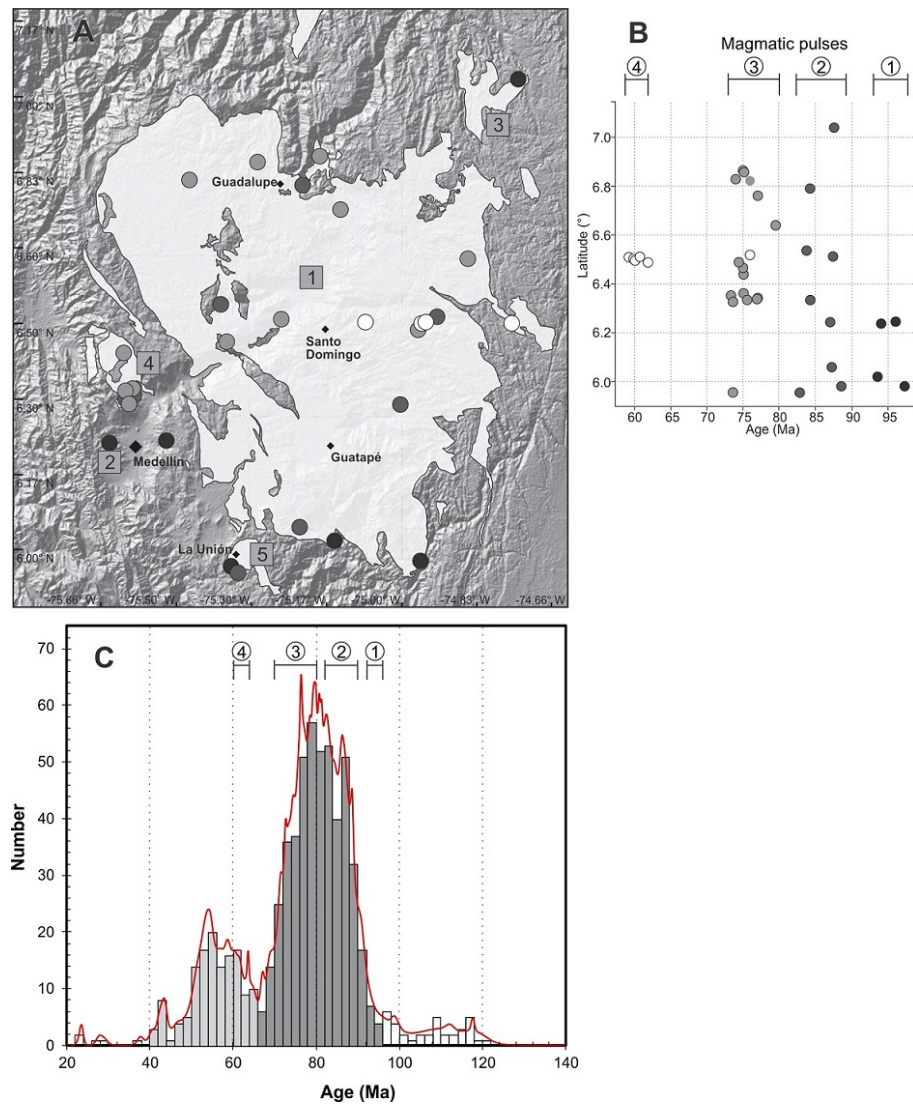 A
7.17° N
7.00° N
3
6.83° N
Guadalupe
6.60° N
1
6.50° N
Santo
Domingo
4
6.30° N
2
Medellín
Guatapé
6.17° N
La Unión
5
6.00° N
-75.66° W
-75.50° W
-75.30° W
-75.17° W
-75.00° W
-74.83° W
-74.66° W
B
Magmatic pulses
4 3 2 1
7.0
6.8
6.6
6.4
6.2
6.0
Latitude (°)
60 65 70 75 80 85 90 95
Age (Ma)
C
4 3 2 1
70
60
50
40
30
20
10
0
Number
20 40 60 80 100 120 140
Age (Ma)